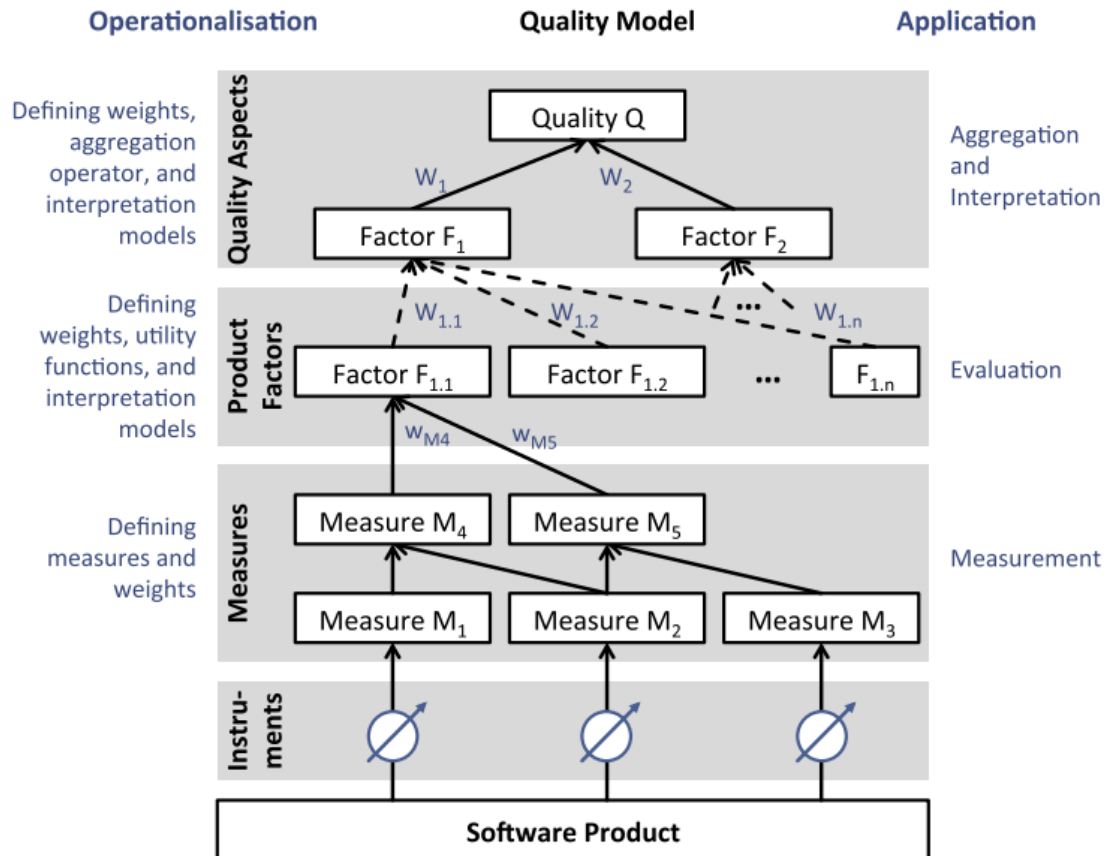 Operationalisation
Quality Model
Application
Defining weights,
aggregation
operator, and
interpretation
models
Quality Aspects
Quality Q
W1
W2
Factor F1
Factor F2
Aggregation
and
Interpretation
Defining
weights, utility
functions, and
interpretation
models
Product
Factors
W1.1
W1.2
...
W1.n
Factor F1.1
Factor F1.2
...
F1.n
Evaluation
wM4
wM5
Defining
measures and
weights
Measures
Measure M4
Measure M5
Measure M1
Measure M2
Measure M3
Measurement
Instru-
ments
Software Product